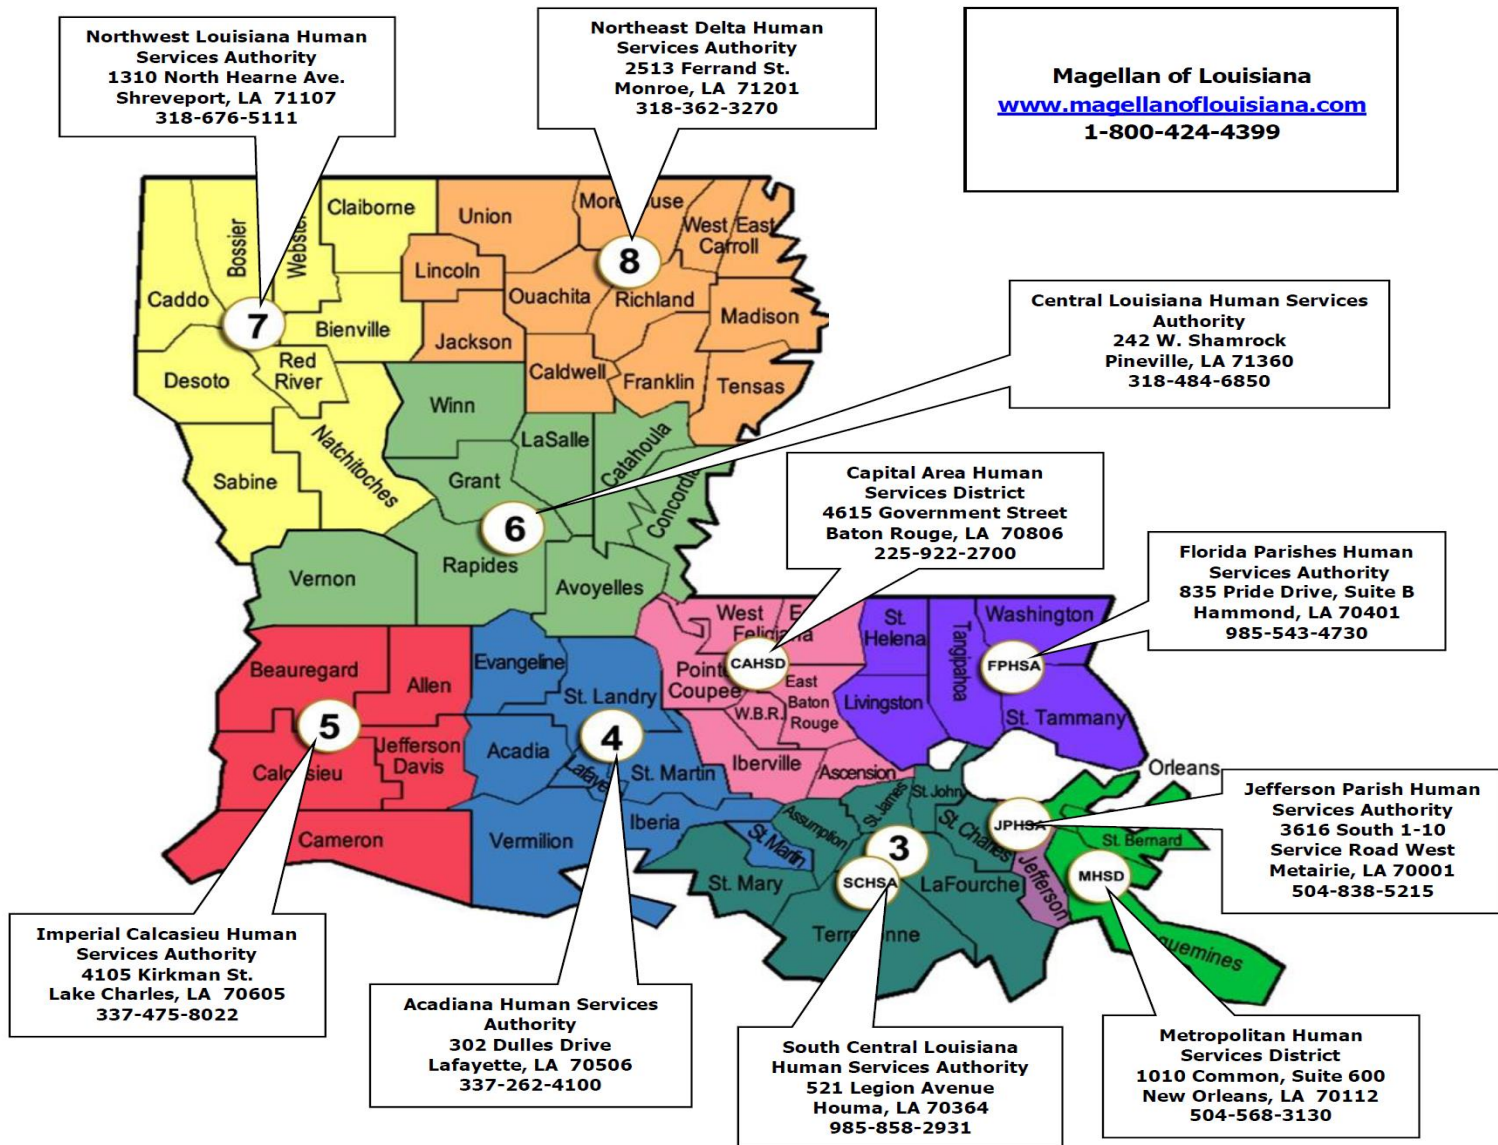 Northwest Louisiana Human
Services Authority
1310 North Hearne Ave.
Shreveport, LA 71107
318-676-5111
Northeast Delta Human
Services Authority
2513 Ferrand St.
Monroe, LA 71201
318-362-3270
Magellan of Louisiana
www.magellanoflouisiana.com
1-800-424-4399
Claiborne
Union
West East
Carroll
Bossier
Webster
Caddo
Lincoln
8
Ouachita
Richland
Madison
7
Bienville
Jackson
Red
River
Desoto
Caldwell
Franklin
Tensas
Central Louisiana Human Services
Authority
242 W. Shamrock
Pineville, LA 71360
318-484-6850
Winn
LaSalle
Catahoula
Concordia
Natchitoches
Sabine
Grant
6
Rapides
Vernon
Avoyelles
Capital Area Human
Services District
4615 Government Street
Baton Rouge, LA 70806
225-922-2700
Florida Parishes Human
Services Authority
835 Pride Drive, Suite B
Hammond, LA 70401
985-543-4730
West
Feliciana
St.
Helena
Tangipahoa
Washington
CAHSD
FPHSA
Pointe
Coupee
East
Baton
Rouge
W.B.R.
Livingston
St. Tammany
Iberville
Ascension
Beauregard
Allen
Evangeline
St. Landry
5
4
Calcasieu
Jefferson
Davis
Acadia
St. Martin
Cameron
Vermilion
Iberia
St. Martin
Assumption
St. James
St. John
St. Charles
Orleans
JPHSA
Jefferson
St. Bernard
3
SCHSA
MHSD
St. Mary
LaFourche
Jefferson Parish Human
Services Authority
3616 South 1-10
Service Road West
Metairie, LA 70001
504-838-5215
Imperial Calcasieu Human
Services Authority
4105 Kirkman St.
Lake Charles, LA 70605
337-475-8022
Acadiana Human Services
Authority
302 Dulles Drive
Lafayette, LA 70506
337-262-4100
South Central Louisiana
Human Services Authority
521 Legion Avenue
Houma, LA 70364
985-858-2931
Metropolitan Human
Services District
1010 Common, Suite 600
New Orleans, LA 70112
504-568-3130